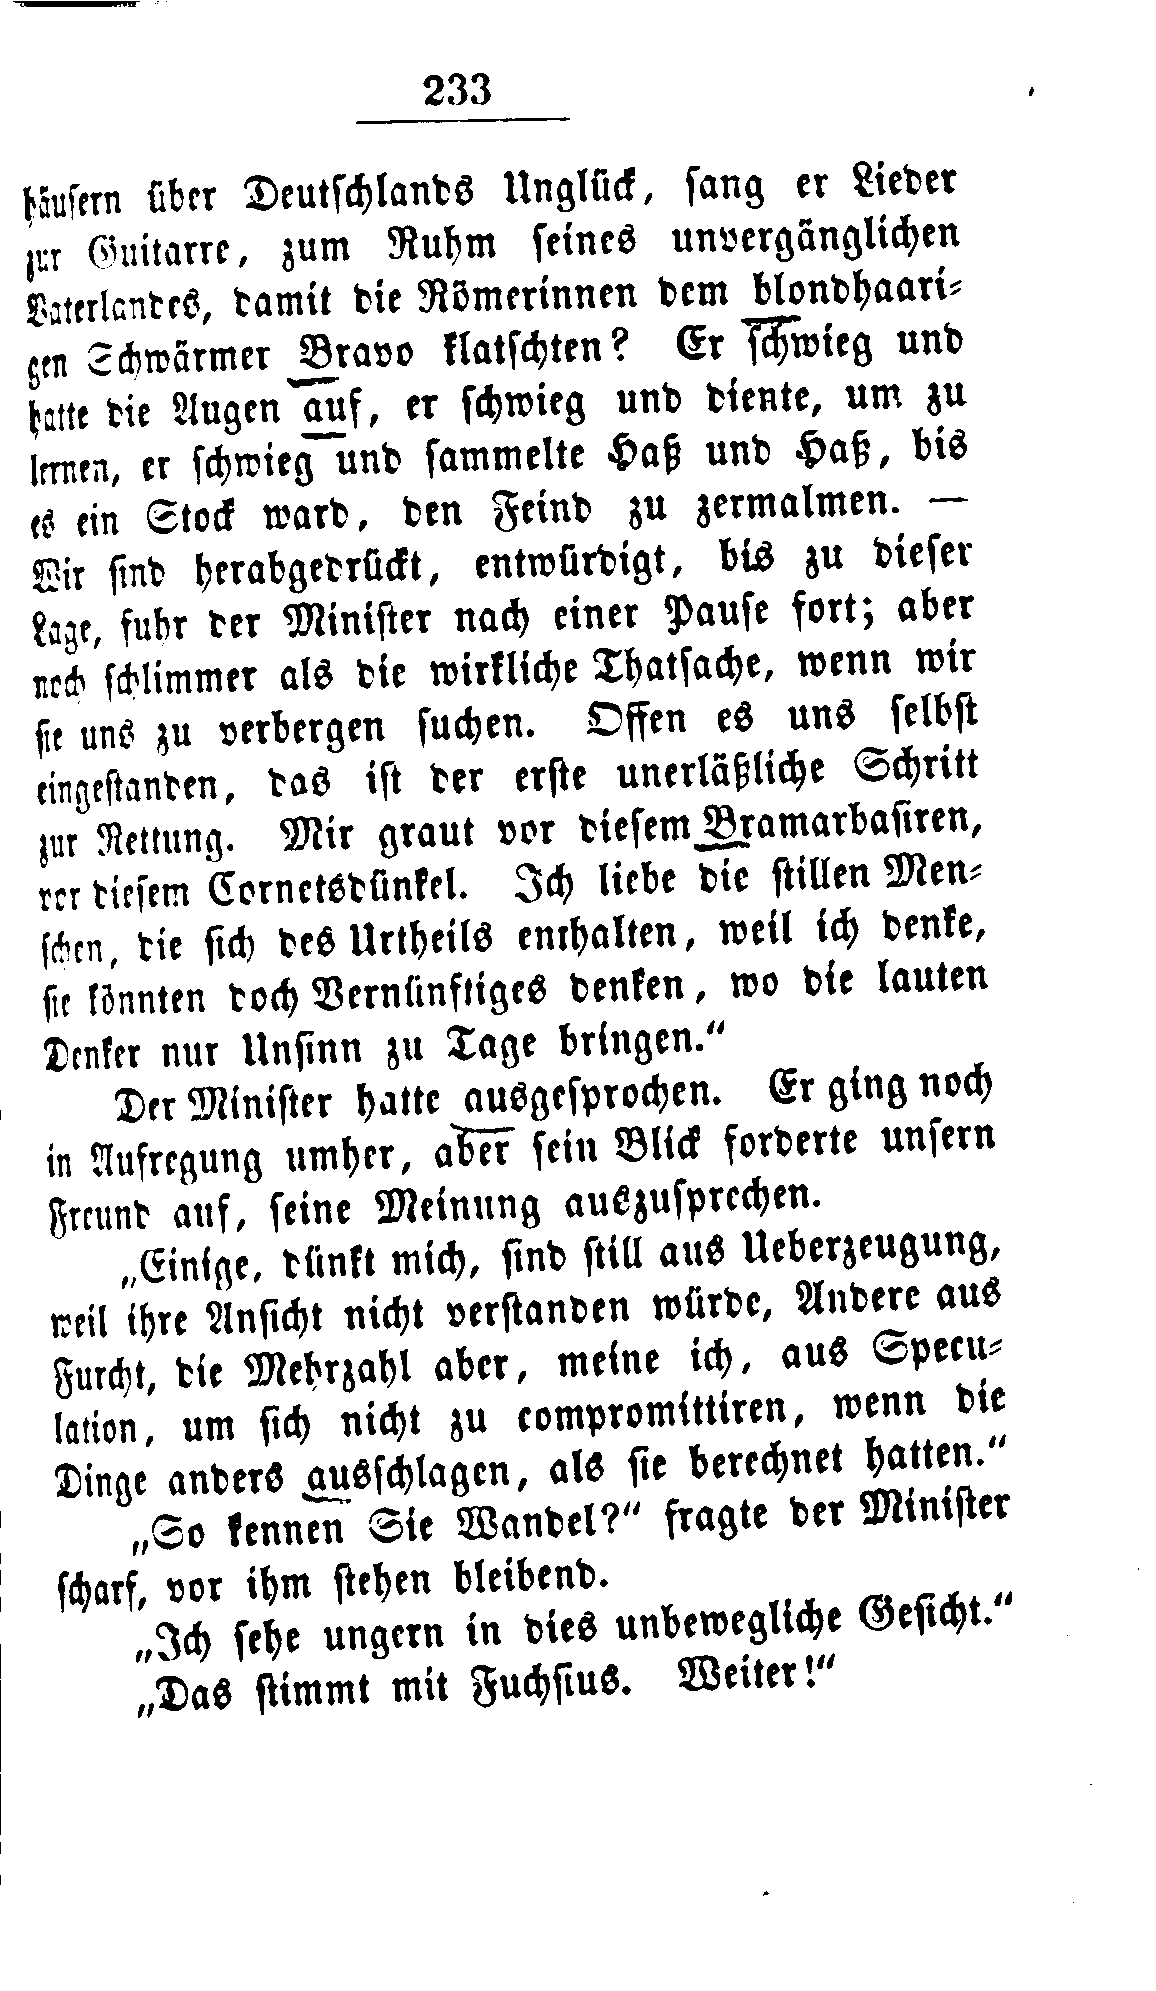 233
häusern über Deutschlands Unglück, sang er Lieder
zur Guitarre, zum Ruhm seines unvergänglichen
Vaterlandes, damit die Römerinnen dem blondhaari-
gen Schwärmer Bravo klatschten? Er schwieg und
hatte die Augen auf, er schwieg und diente, um zu
lernen, er schwieg und sammelte Haß und Haß, bis
es ein Stock ward, den Feind zu zermalmen. —
Wir sind herabgedrückt, entwürdigt, bis zu dieser
Lage, fuhr der Minister nach einer Pause fort; aber
noch schlimmer als die wirkliche Thatsache, wenn wir
sie uns zu verbergen suchen. Offen es uns selbst
eingestanden, das ist der erste unerläßliche Schritt
zur Rettung. Mir graut vor diesem Bramarbasiren,
vor diesem Cornetsdünkel. Ich liebe die stillen Men-
schen, die sich des Urtheils enthalten, weil ich denke,
sie könnten doch Vernünftiges denken, wo die lauten
Denker nur Unsinn zu Tage bringen.“
Der Minister hatte ausgesprochen. Er ging noch
in Aufregung umher, aber sein Blick forderte unsern
Freund auf, seine Meinung auszusprechen.
„Einige, dünkt mich, sind still aus Ueberzeugung,
weil ihre Ansicht nicht verstanden würde, Andere aus
Furcht, die Mehrzahl aber, meine ich, aus Specu-
lation, um sich nicht zu compromittiren, wenn die
Dinge anders ausschlagen, als sie berechnet hatten.“
„So kennen Sie Wandel?“ fragte der Minister
scharf, vor ihm stehen bleibend.
„Ich sehe ungern in dies unbewegliche Gesicht.“
„Das stimmt mit Fuchsius. Weiter!“